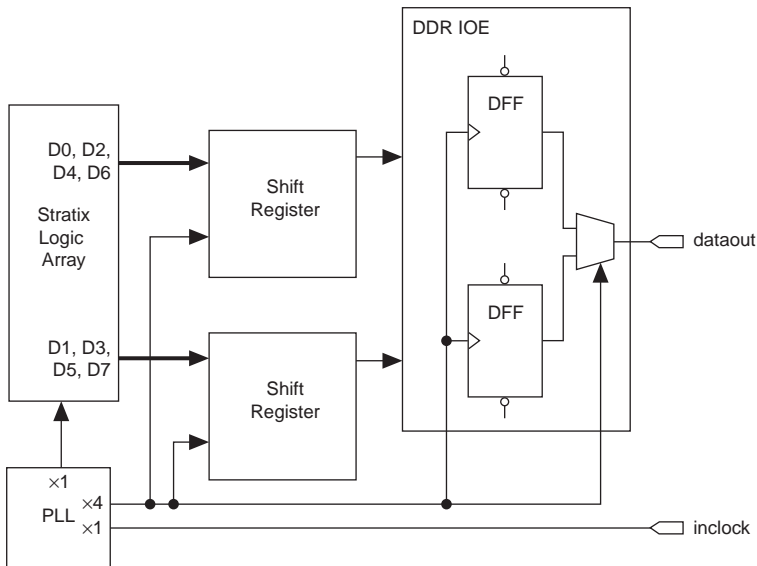 DDR IOE
DFF
D0, D2,
D4, D6
Shift
Register
Stratix
Logic
Array
dataout
DFF
D1, D3,
D5, D7
Shift
Register
×1
×4
PLL
×1
inclock